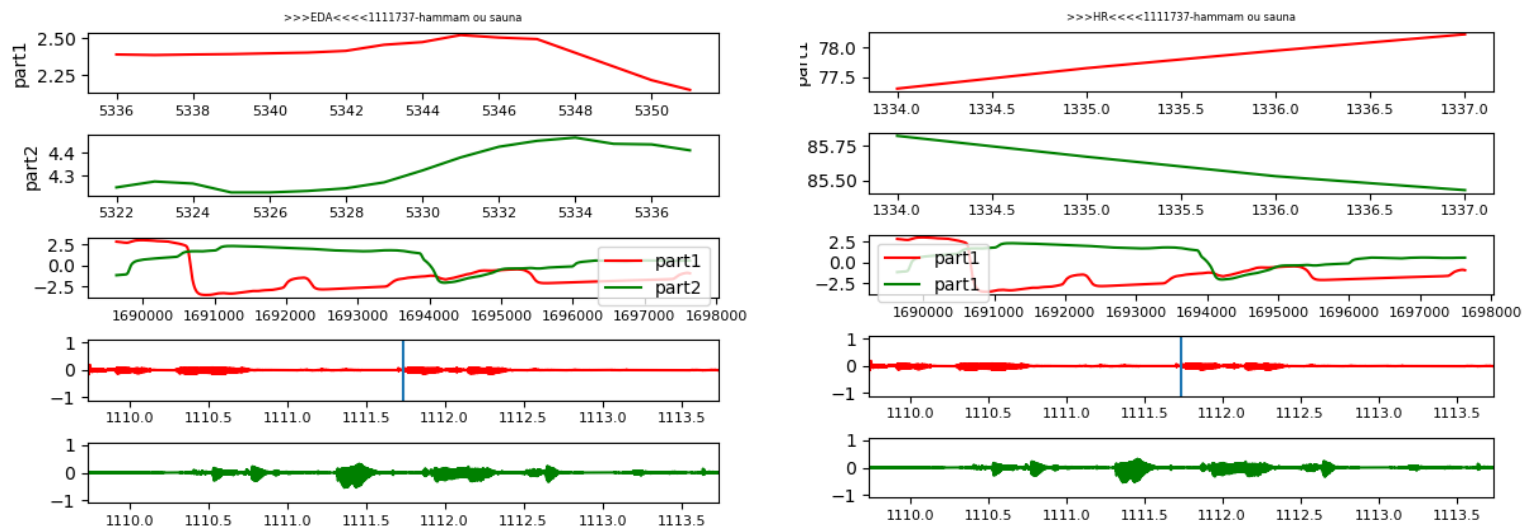 >>>EDA<<<<1111737-hammam ou sauna
part1
2.50
2.25
5336 5338 5340 5342 5344 5346 5348 5350
part2
4.4
4.3
5322 5324 5326 5328 5330 5332 5334 5336
2.5
0.0
−2.5
part1
part2
1690000 1691000 1692000 1693000 1694000 1695000 1696000 1697000 1698000
1
0
−1
1110.0 1110.5 1111.0 1111.5 1112.0 1112.5 1113.0 1113.5
1
0
−1
1110.0 1110.5 1111.0 1111.5 1112.0 1112.5 1113.0 1113.5
>>>HR<<<<1111737-hammam ou sauna
part1
78.0
77.5
1334.0 1334.5 1335.0 1335.5 1336.0 1336.5 1337.0
85.75
85.50
1334.0 1334.5 1335.0 1335.5 1336.0 1336.5 1337.0
2.5
0.0
−2.5
part1
part1
1690000 1691000 1692000 1693000 1694000 1695000 1696000 1697000 1698000
1
0
−1
1110.0 1110.5 1111.0 1111.5 1112.0 1112.5 1113.0 1113.5
1
0
−1
1110.0 1110.5 1111.0 1111.5 1112.0 1112.5 1113.0 1113.5